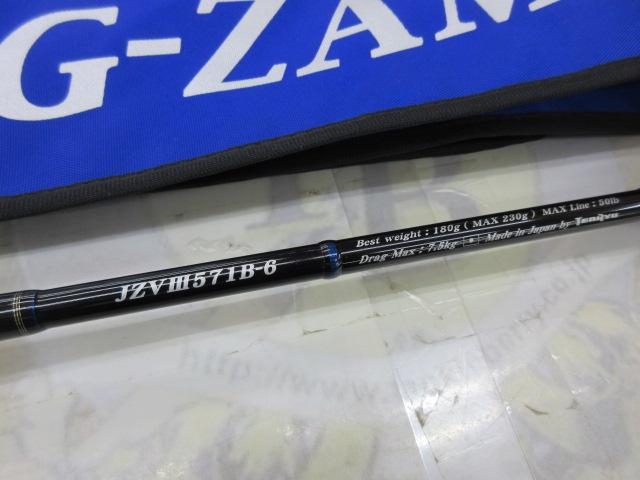 G-ZAM
JZVⅢ571B-6
Best weight : 180g ( MAX 230g ) MAX Line : 50lb
Drag Max : 7.5kg Made in Japan by Tenryu